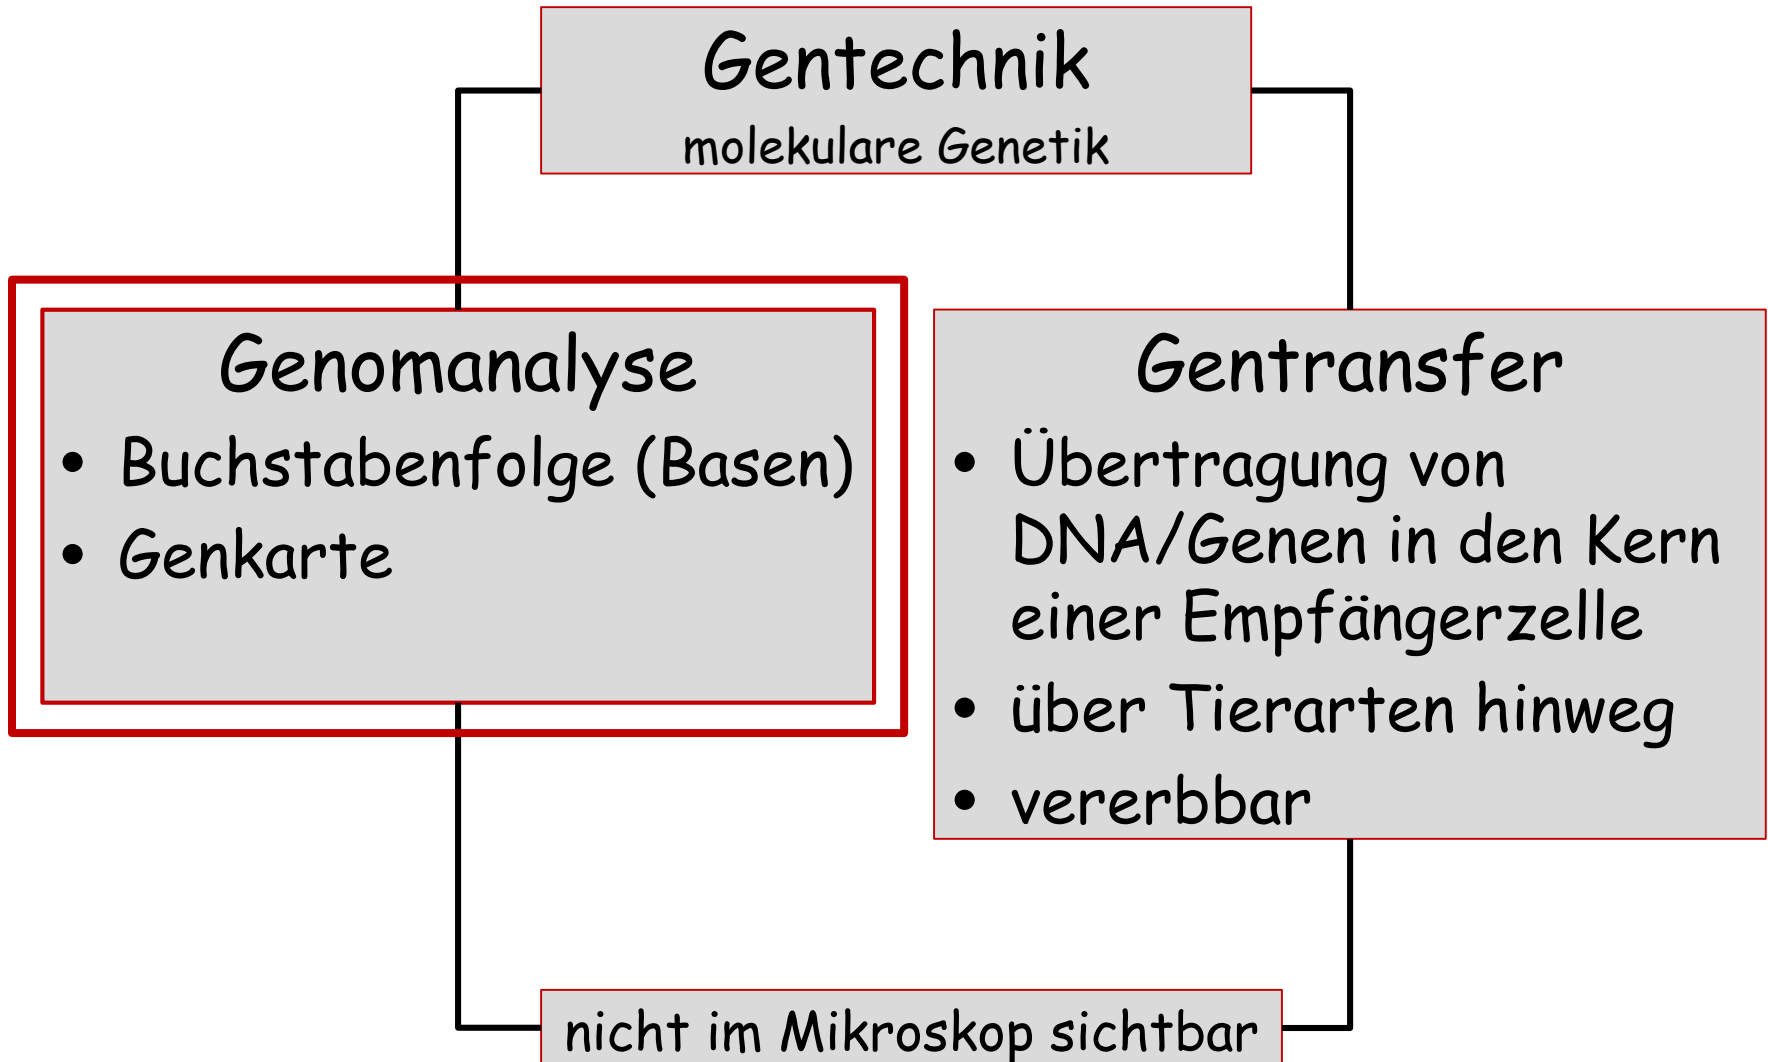 Gentechnik
molekulare Genetik
Genomanalyse
• Buchstabenfolge (Basen)
• Genkarte
Gentransfer
• Übertragung von
DNA/Genen in den Kern
einer Empfängerzelle
• über Tierarten hinweg
• vererbbar
nicht im Mikroskop sichtbar